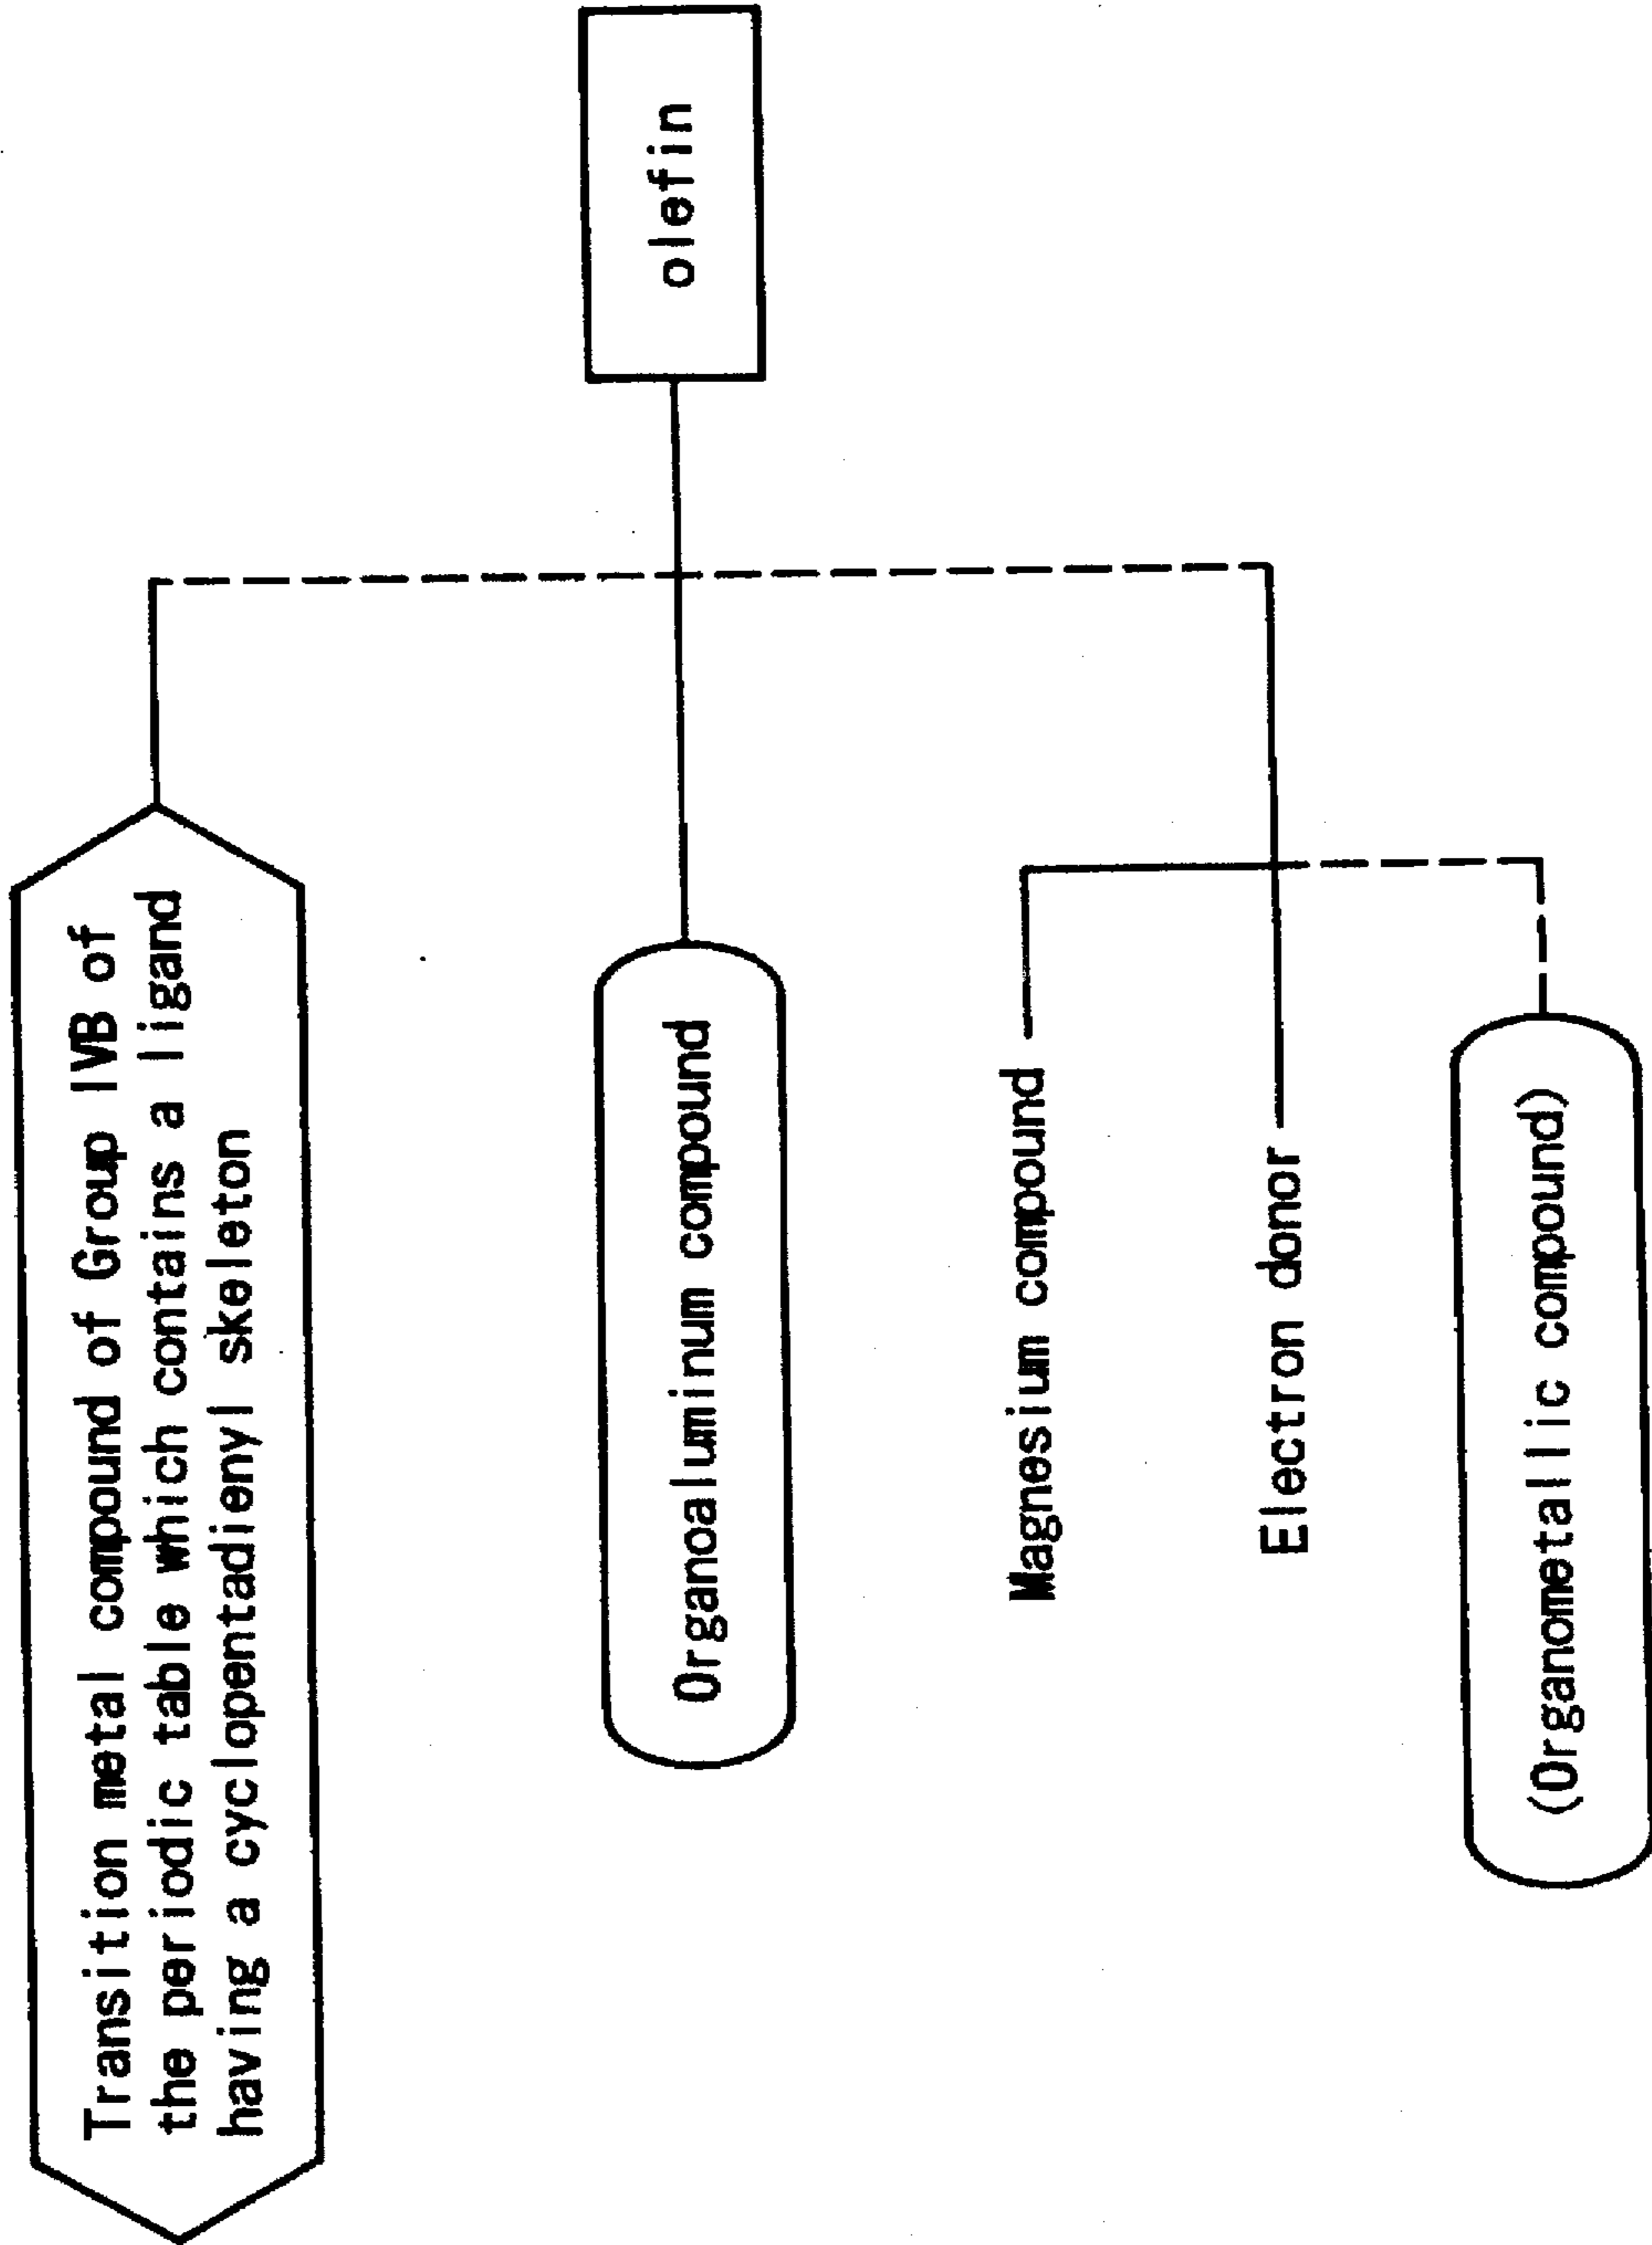 Transition metal compound of Group IVB of
the periodic table which contains a ligand
having a cyclopentadienyl skeleton
Organoaluminum compound
olefin
Magnesium compound
Electron donor
(Organometallic compound)